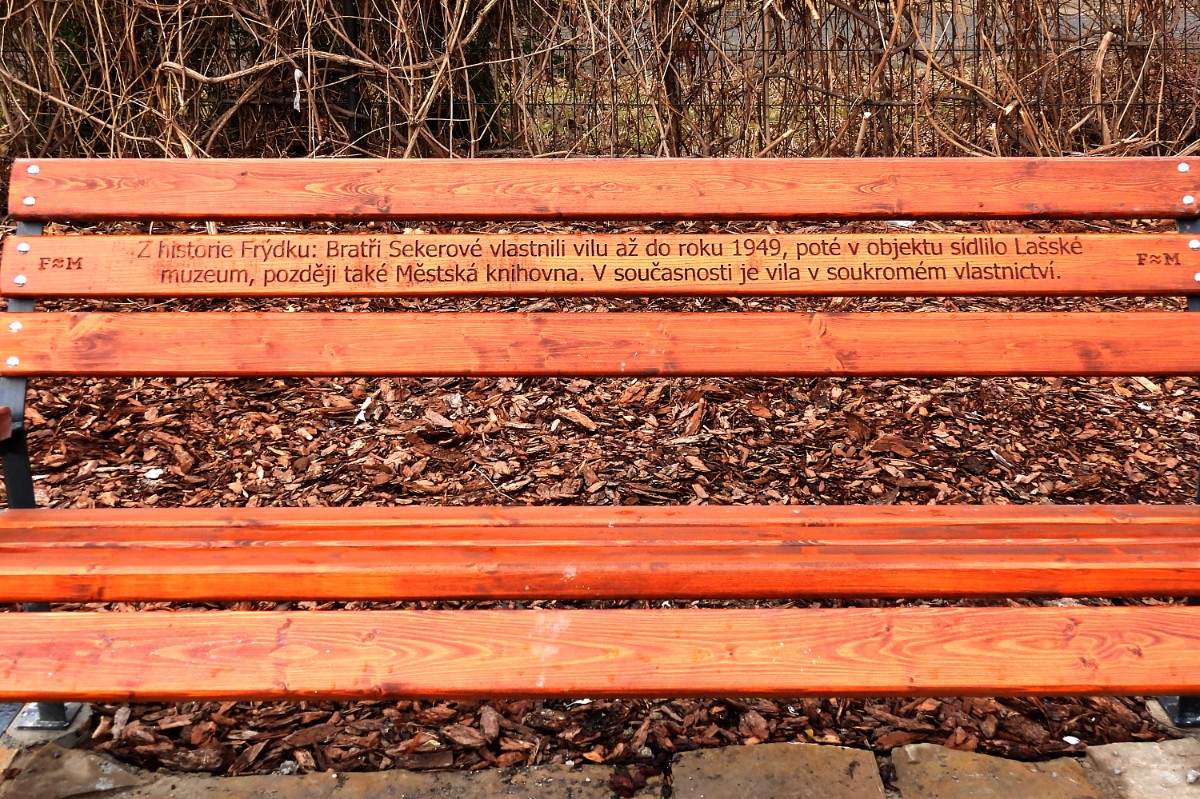 Z historie Frýdku: Bratři Sekerové vlastnili vilu až do roku 1949, poté v objektu sídlilo Lašské
F≈M muzeum, později také Městská knihovna. V současnosti je vila v soukromém vlastnictví. F≈M